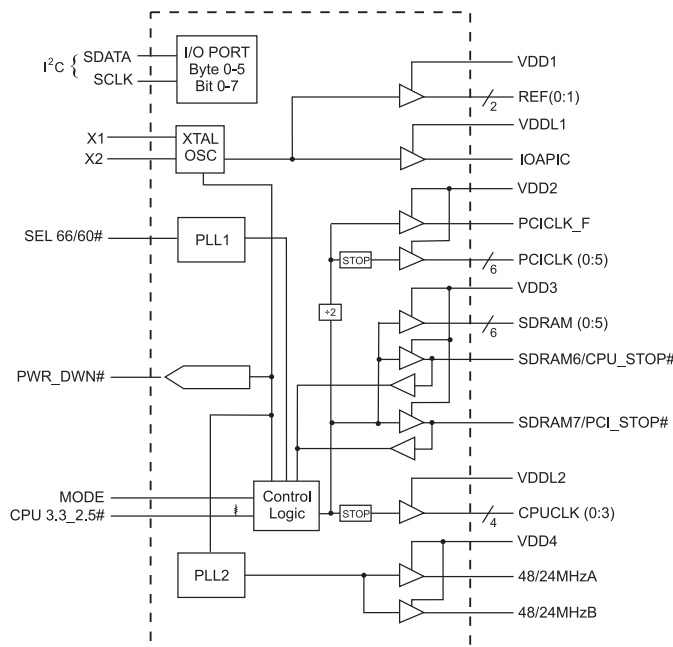 I²C { SDATA
SCLK
I/O PORT
Byte 0-5
Bit 0-7
VDD1
REF(0:1)
2
VDDL1
X1
X2
XTAL
OSC
IOAPIC
VDD2
PCICLK_F
SEL 66/60#
PLL1
STOP
PCICLK (0:5)
6
VDD3
÷2
SDRAM (0:5)
6
SDRAM6/CPU_STOP#
PWR_DWN#
SDRAM7/PCI_STOP#
VDDL2
MODE
CPU 3.3_2.5#
Control
Logic
STOP
CPUCLK (0:3)
4
VDD4
PLL2
48/24MHzA
48/24MHzB